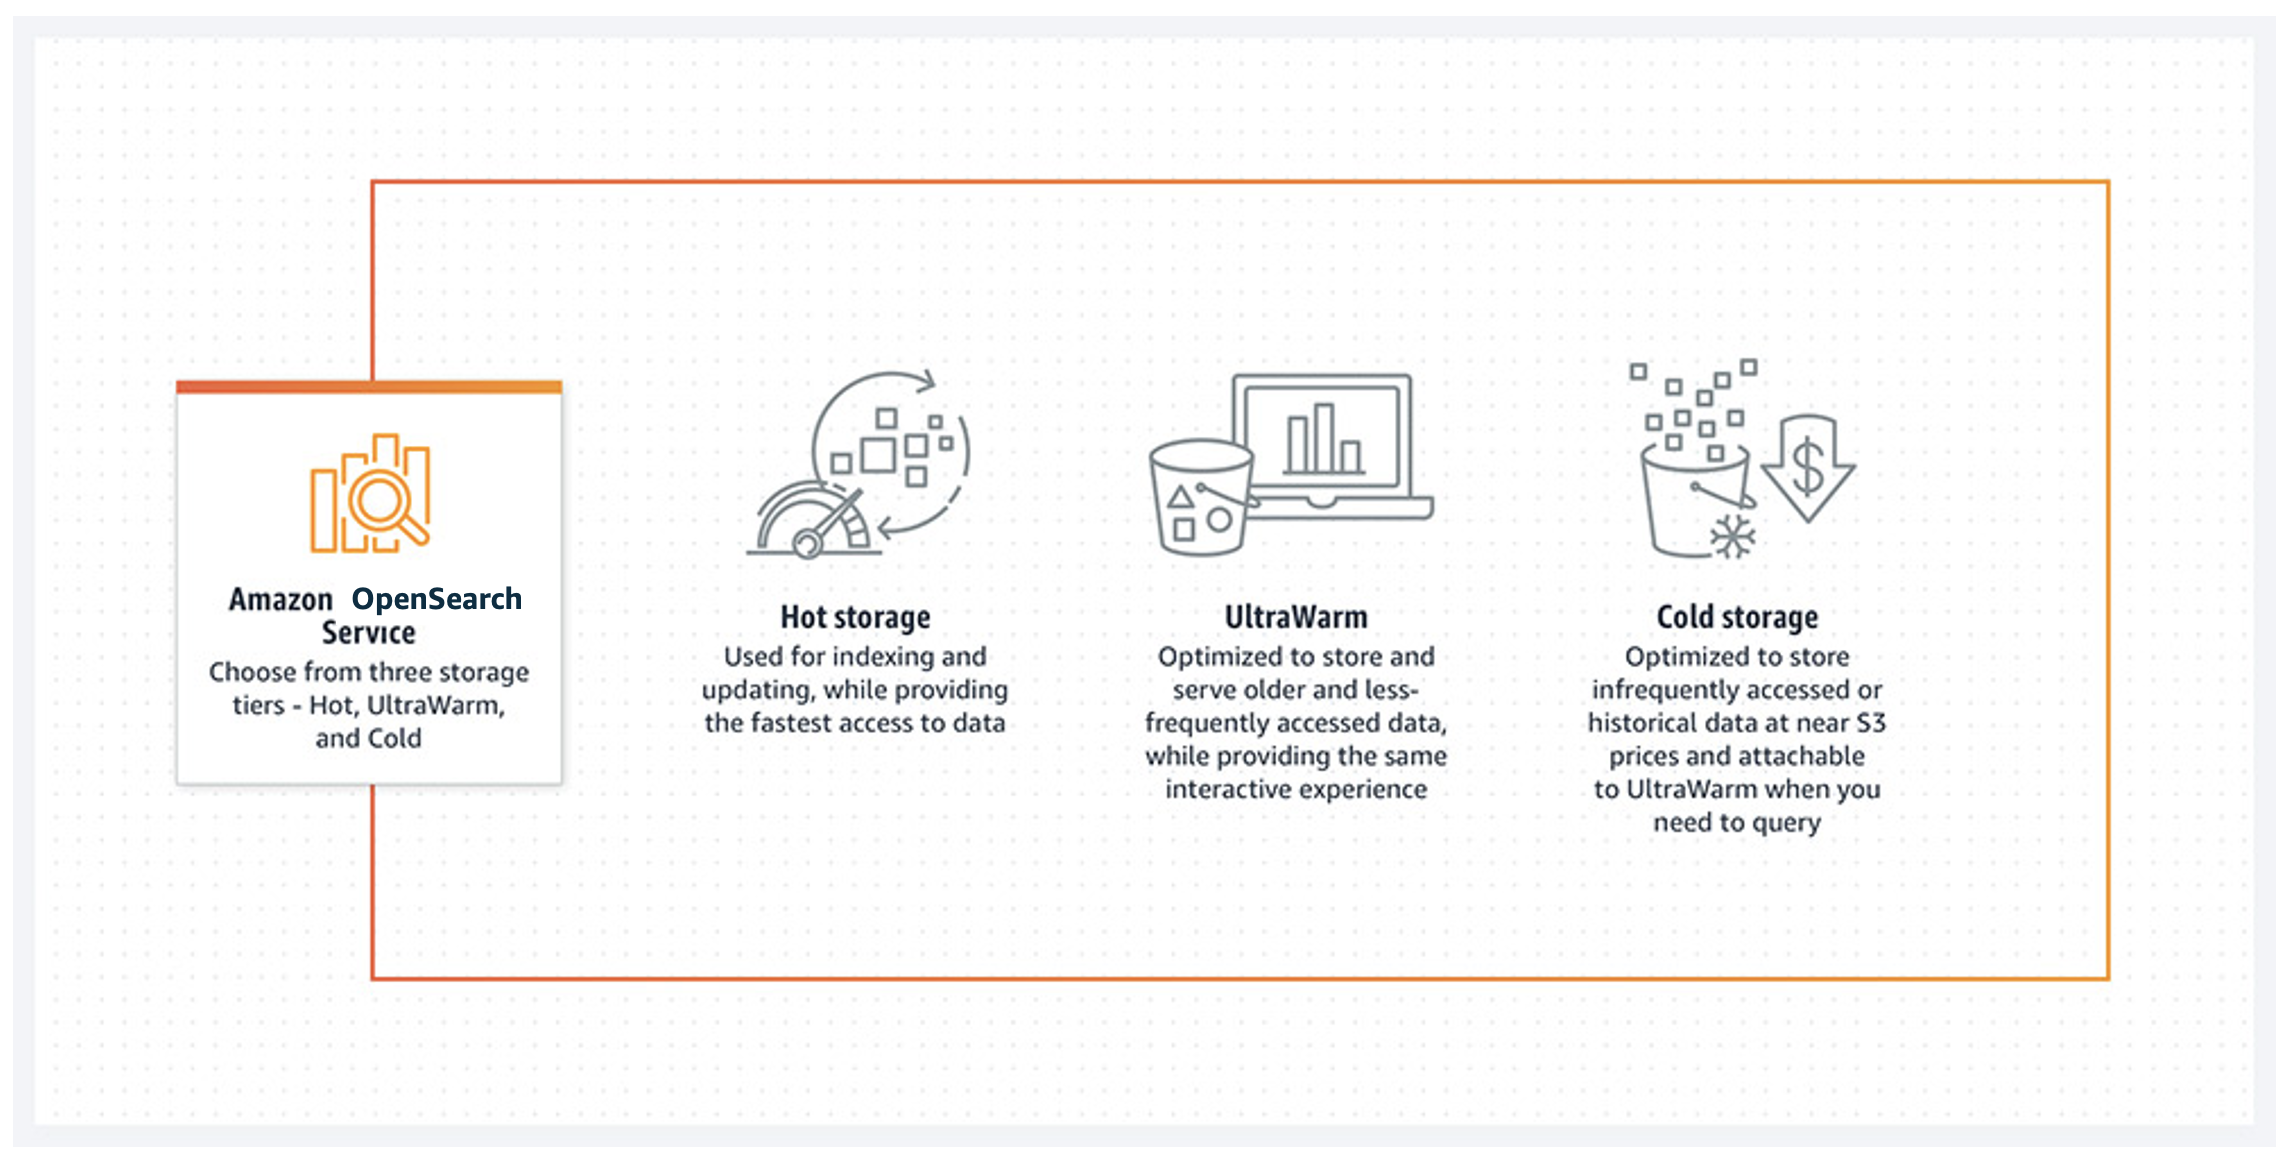 Amazon OpenSearch
Service
Choose from three storage
tiers - Hot, UltraWarm,
and Cold
Hot storage
Used for indexing and
updating, while providing
the fastest access to data
UltraWarm
Optimized to store and
serve older and less-
frequently accessed data,
while providing the same
interactive experience
Cold storage
Optimized to store
infrequently accessed or
historical data at near S3
prices and attachable
to UltraWarm when you
need to query
$